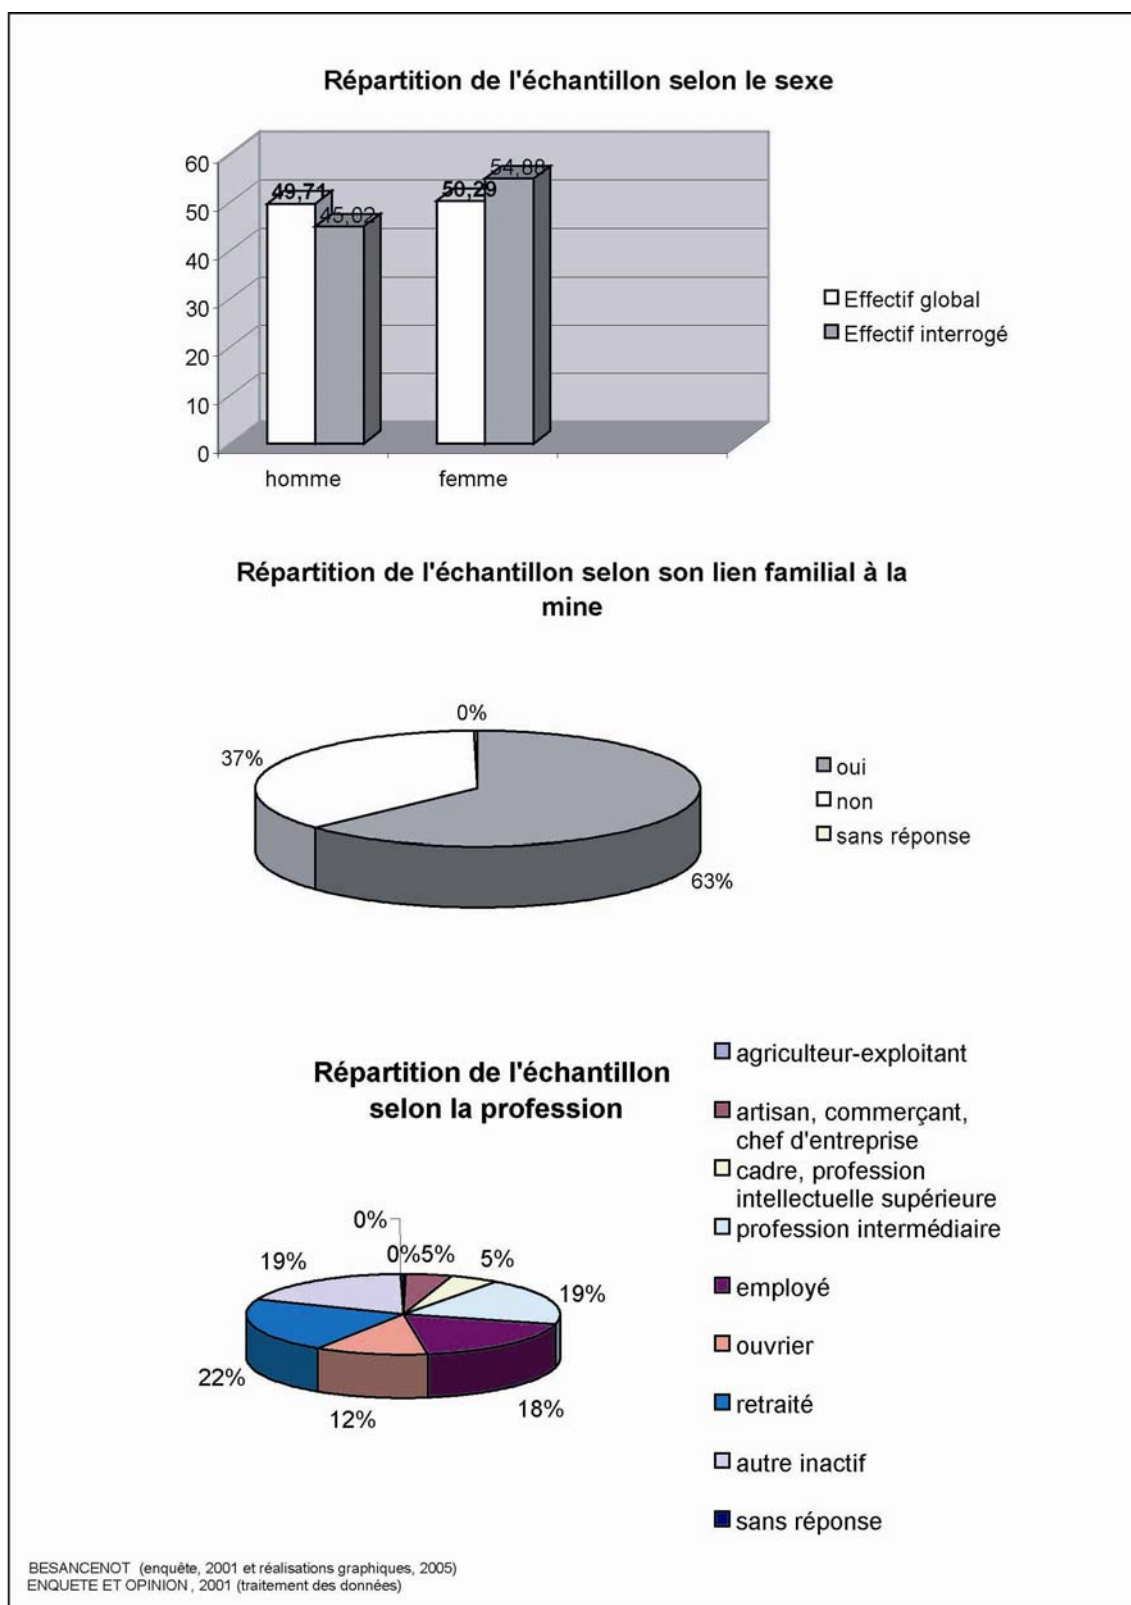 Répartition de l'échantillon selon le sexe
60
50
40
30
20
10
0
49,71
45,02
50,29
54,88
homme
femme
Effectif global
Effectif interrogé
Répartition de l'échantillon selon son lien familial à la
mine
0%
37%
63%
oui
non
sans réponse
Répartition de l'échantillon
selon la profession
0%
0%
5%
5%
19%
19%
22%
12%
18%
agriculteur-exploitant
artisan, commerçant,
chef d'entreprise
cadre, profession
intellectuelle supérieure
profession intermédiaire
employé
ouvrier
retraité
autre inactif
sans réponse
BESANCENOT (enquête, 2001 et réalisations graphiques, 2005)
ENQUETE ET OPINION, 2001 (traitement des données)